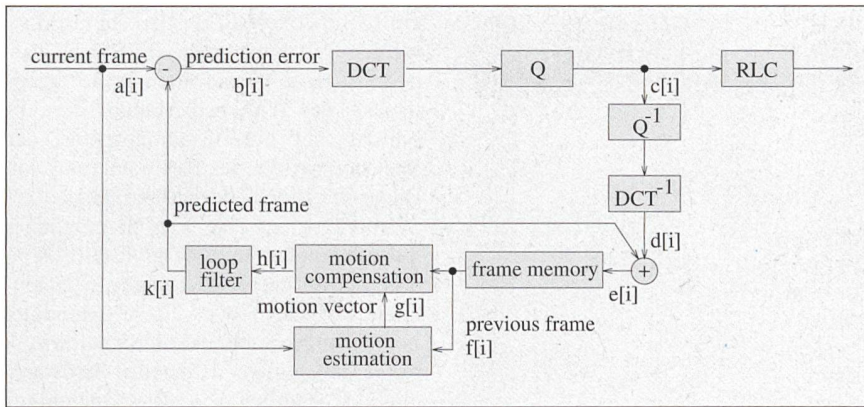 current frame
prediction error
a[i]
-
b[i]
DCT
Q
c[i]
RLC
Q-1
DCT-1
predicted frame
d[i]
k[i]
loop
filter
h[i]
motion
compensation
frame memory
+
e[i]
motion vector
g[i]
previous frame
f[i]
motion
estimation